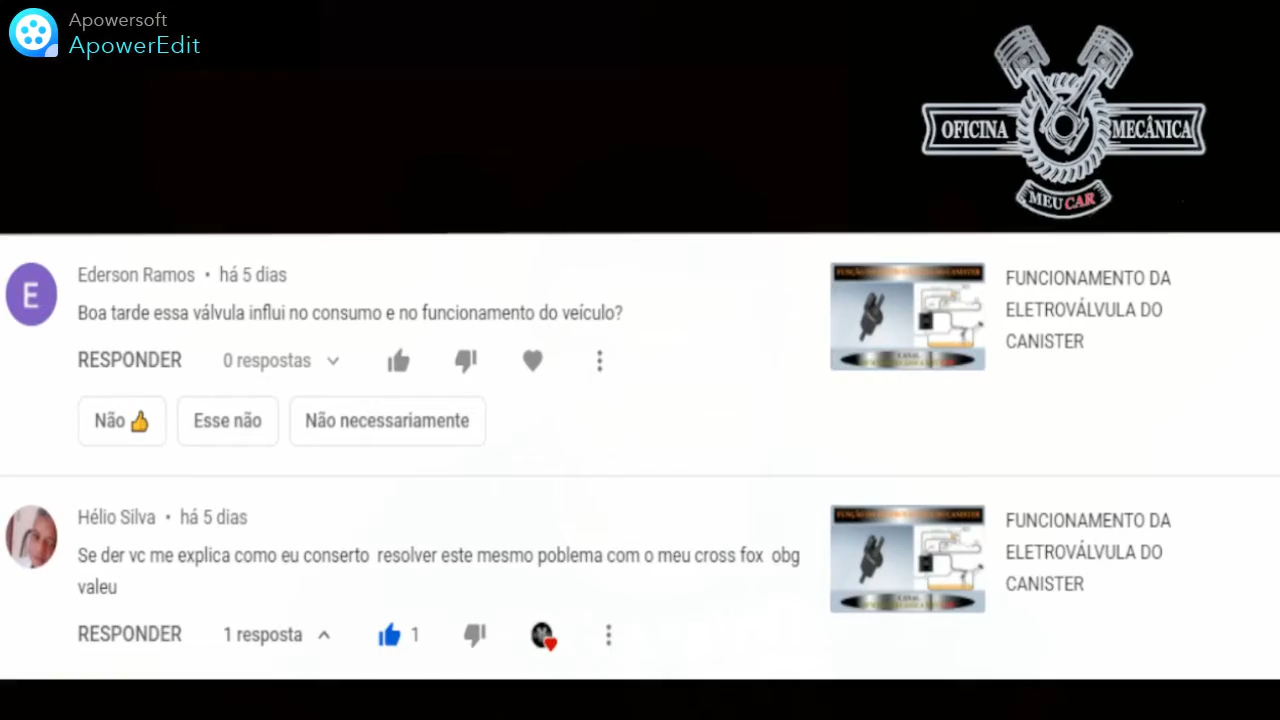 Apowersoft
ApowerEdit
OFICINA MECÂNICA
MEU CAR
Ederson Ramos • há 5 dias
Boa tarde essa válvula influi no consumo e no funcionamento do veículo?
RESPONDER 0 respostas
Não 👍 Esse não Não necessariamente
FUNCIONAMENTO DA
ELETROVÁLVULA DO
CANISTER
Hélio Silva • há 5 dias
Se der vc me explica como eu conserto resolver este mesmo poblema com o meu cross fox obg
valeu
RESPONDER 1 resposta 1
FUNCIONAMENTO DA
ELETROVÁLVULA DO
CANISTER